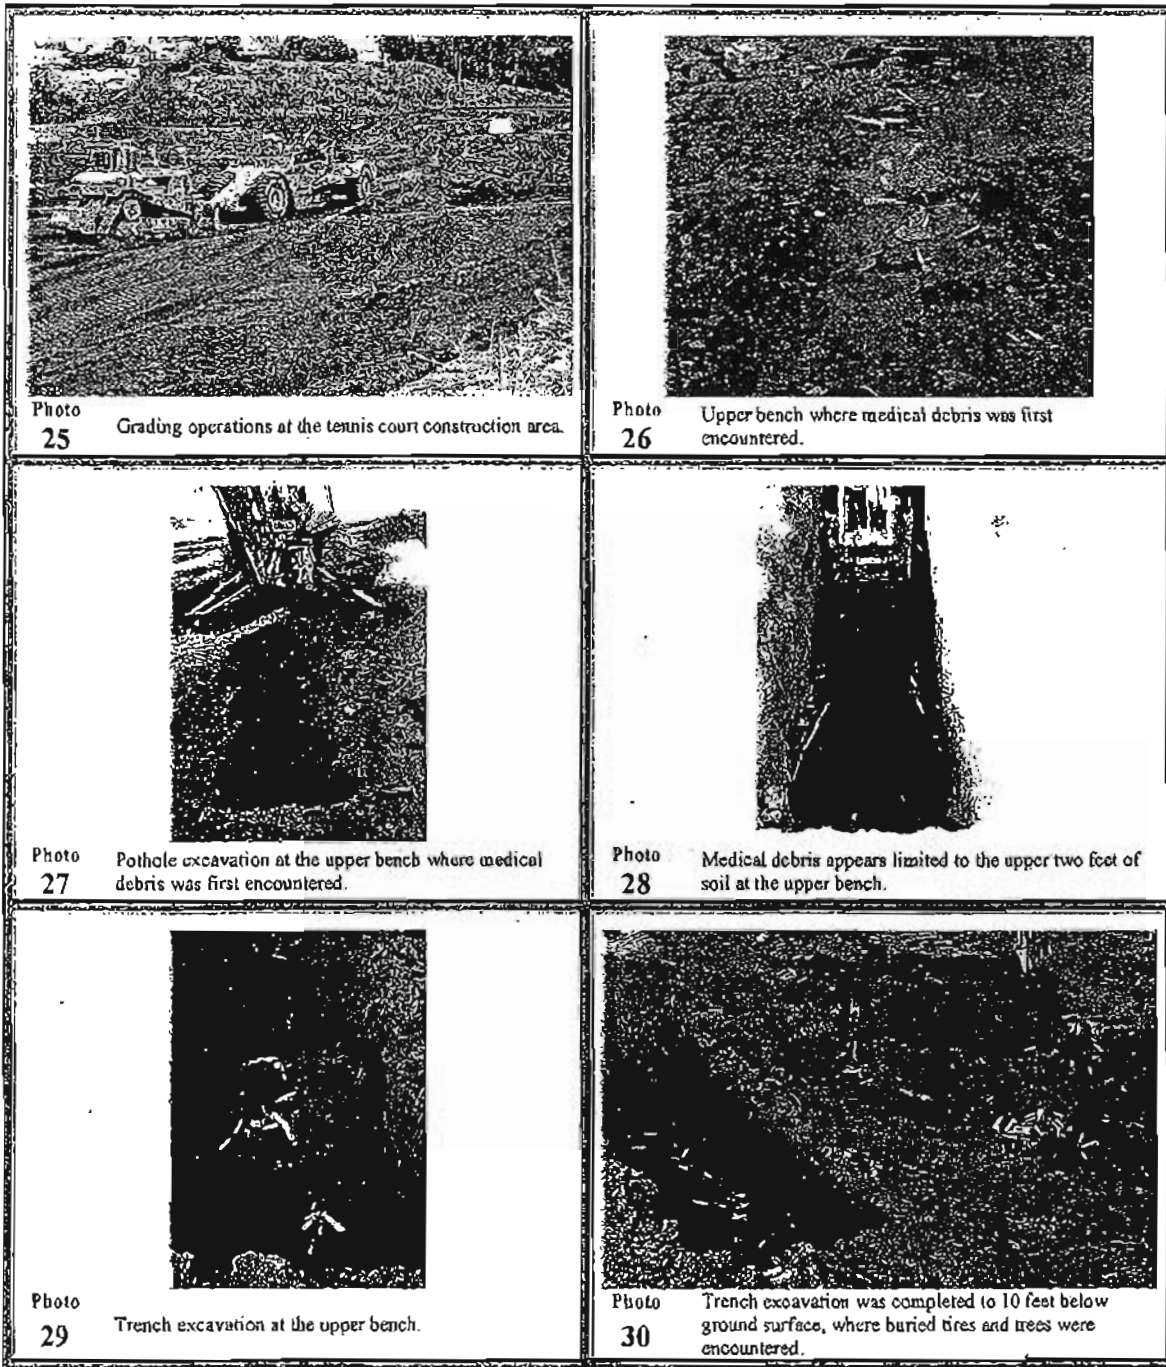 Photo
25
Grading operations at the tennis court construction area.
Photo
26
Upper bench where medical debris was first
encountered.
Photo
27
Pothole excavation at the upper bench where medical
debris was first encountered.
Photo
28
Medical debris appears limited to the upper two feet of
soil at the upper bench.
Photo
29
Trench excavation at the upper bench.
Photo
30
Trench excavation was completed to 10 feet below
ground surface, where buried tires and trees were
encountered.